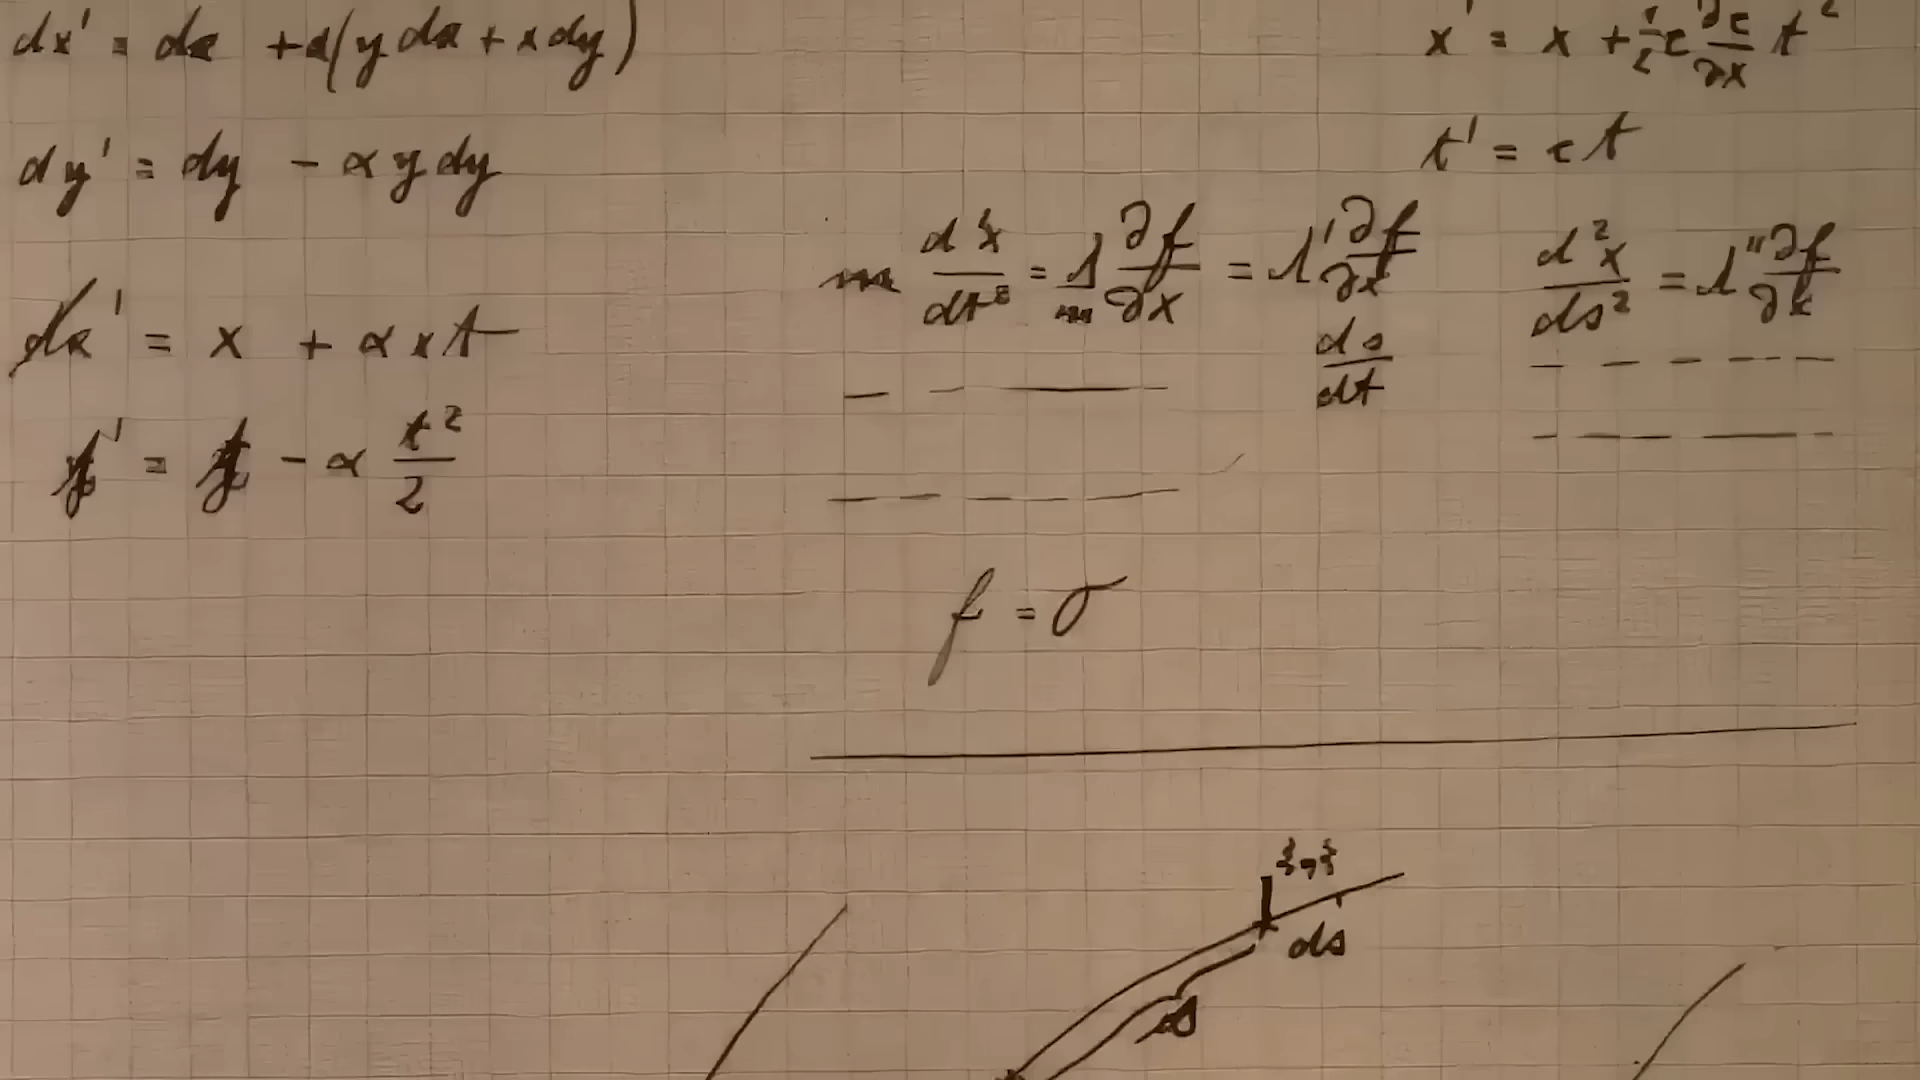 dx' = dx + α(y dx + x dy)
dy' = dy - α y dy
dx' = x + α x t
t' = t - α t²/2
x' = x + 1/2 c ∂c/∂x t²
t' = c t
m d²x/dt² = λ/m ∂f/∂x = λ' ∂f/∂x
ds/dt
d²x/ds² = λ'' ∂f/∂x
f = σ
ds
s